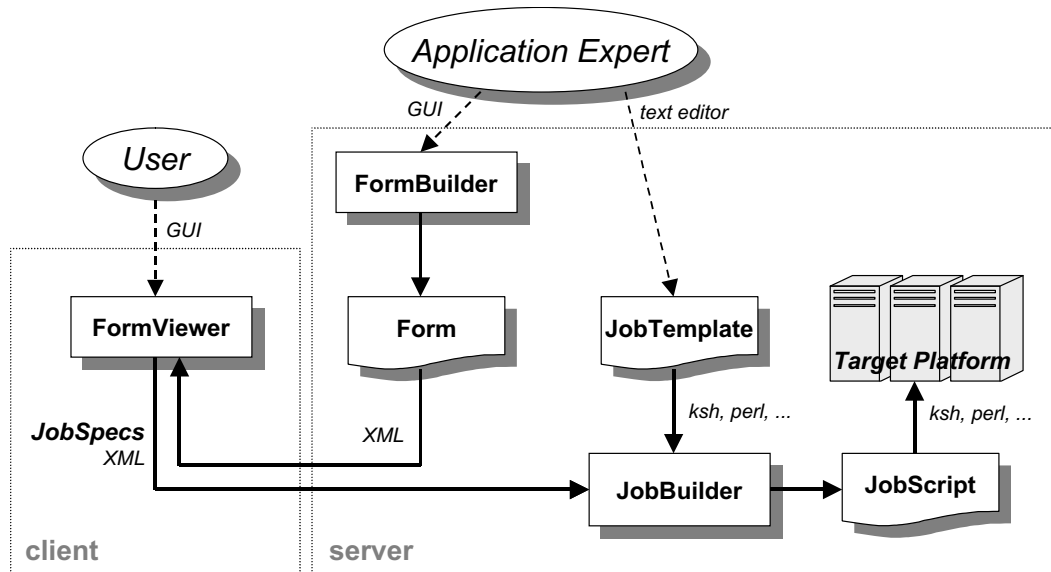 Application Expert
GUI
text editor
User
FormBuilder
GUI
FormViewer
Form
JobTemplate
Target Platform
JobSpecs
XML
XML
ksh, perl, ...
ksh, perl, ...
JobBuilder
JobScript
client
server